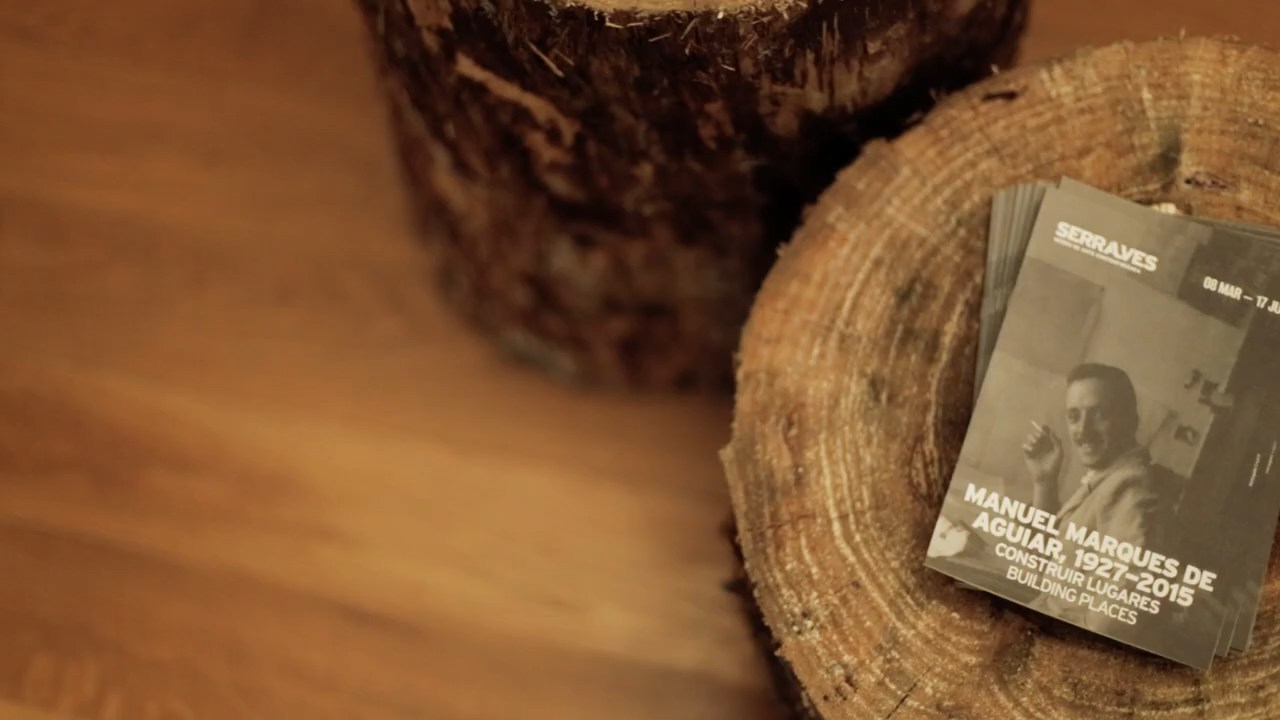 SERRALVES
08 MAR — 17 JU
MANUEL MARQUES DE
AGUIAR, 1927–2015
CONSTRUIR LUGARES
BUILDING PLACES